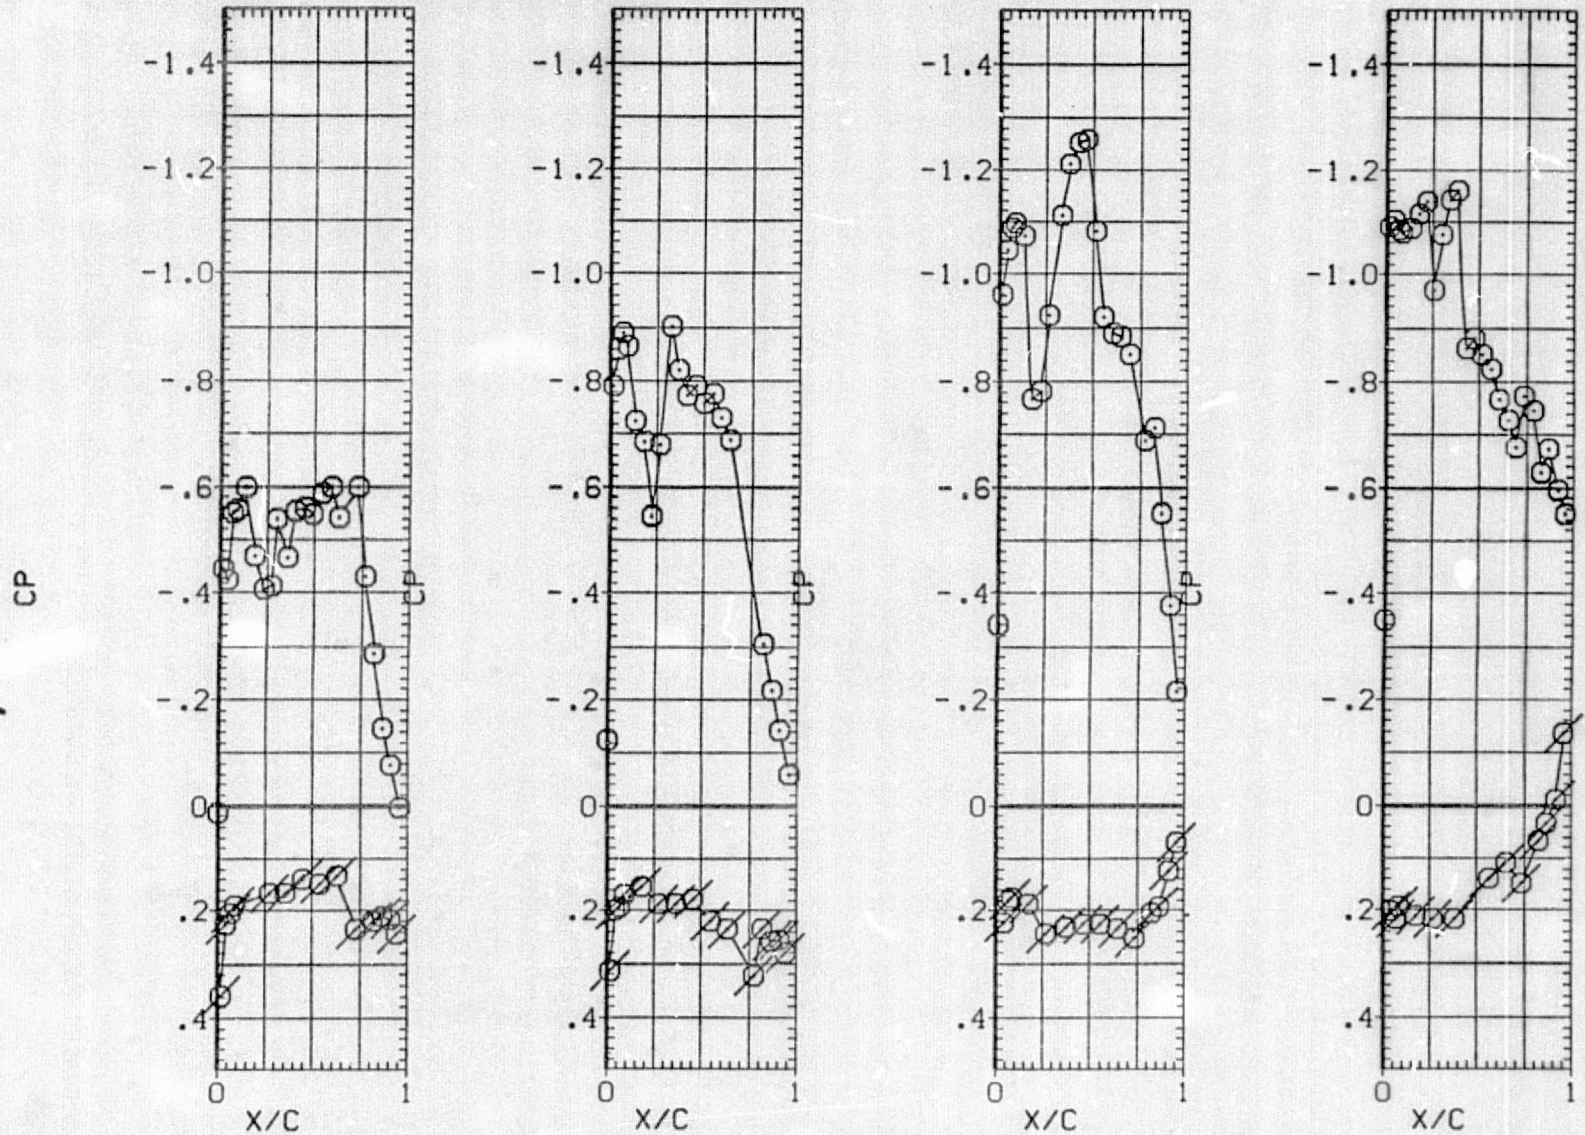 -1.4 -1.4 -1.4 -1.4
-1.2 -1.2 -1.2 -1.2
-1.0 -1.0 -1.0 -1.0
-.8 -.8 -.8 -.8
-.6 -.6 -.6 -.6
CP -.4 CP -.4 CP -.4 CP -.4
-.2 -.2 -.2 -.2
0 0 0 0
.2 .2 .2 .2
.4 .4 .4 .4
0 1 0 1 0 1 0 1
X/C X/C X/C X/C